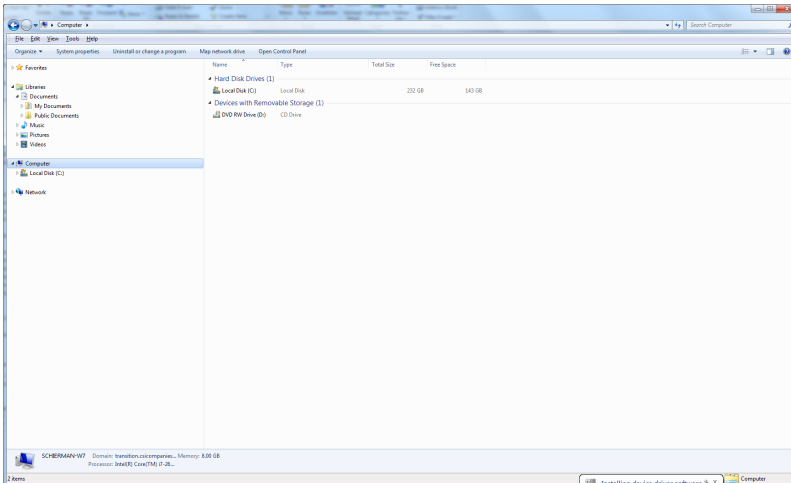 Computer
Search Computer
File Edit View Tools Help
Organize System properties Uninstall or change a program Map network drive Open Control Panel
Name Type Total Size Free Space
Favorites
Hard Disk Drives (1)
Local Disk (C:) Local Disk 232 GB 143 GB
Devices with Removable Storage (1)
DVD RW Drive (D:) CD Drive
Libraries
Documents
My Documents
Public Documents
Music
Pictures
Videos
Computer
Local Disk (C:)
Network
SCHIERMAN-W7 Domain: transition.csicompanies... Memory: 8.00 GB
Processor: Intel(R) Core(TM) i7-26...
2 items
Installing device driver software
Computer